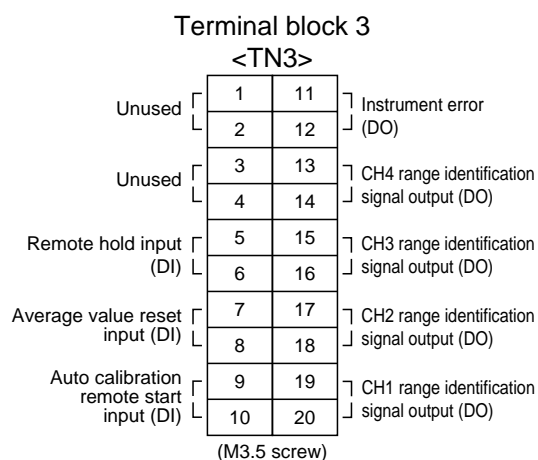 Terminal block 3
<TN3>
Unused
1
11
Instrument error
2
12
(DO)
Unused
3
13
CH4 range identification
4
14
signal output (DO)
Remote hold input
5
15
CH3 range identification
(DI)
6
16
signal output (DO)
Average value reset
7
17
CH2 range identification
input (DI)
8
18
signal output (DO)
Auto calibration
9
19
CH1 range identification
remote start
input (DI)
10
20
signal output (DO)
(M3.5 screw)